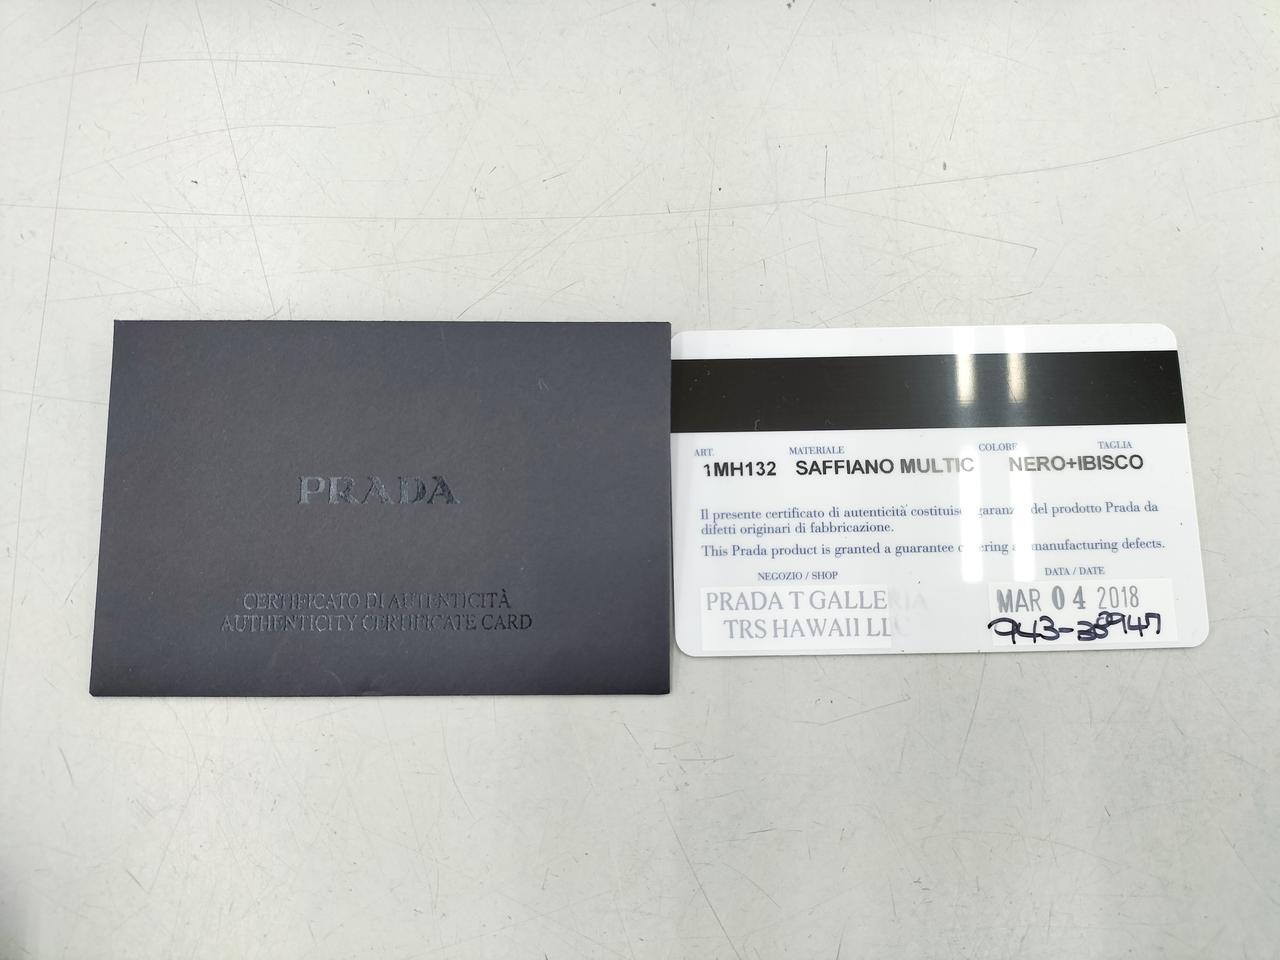 PRADA
CERTIFICATO DI AUTENTICITÀ
AUTHENTICITY CERTIFICATE CARD
ART. MATERIALE COLORE TAGLIA
1MH132 SAFFIANO MULTIC NERO+IBISCO
Il presente certificato di autenticità costituisce garanzia del prodotto Prada da
difetti originari di fabbricazione.
This Prada product is granted a guarantee covering all manufacturing defects.
NEGOZIO / SHOP DATA / DATE
PRADA T GALLERIA MAR 04 2018
TRS HAWAII LLC